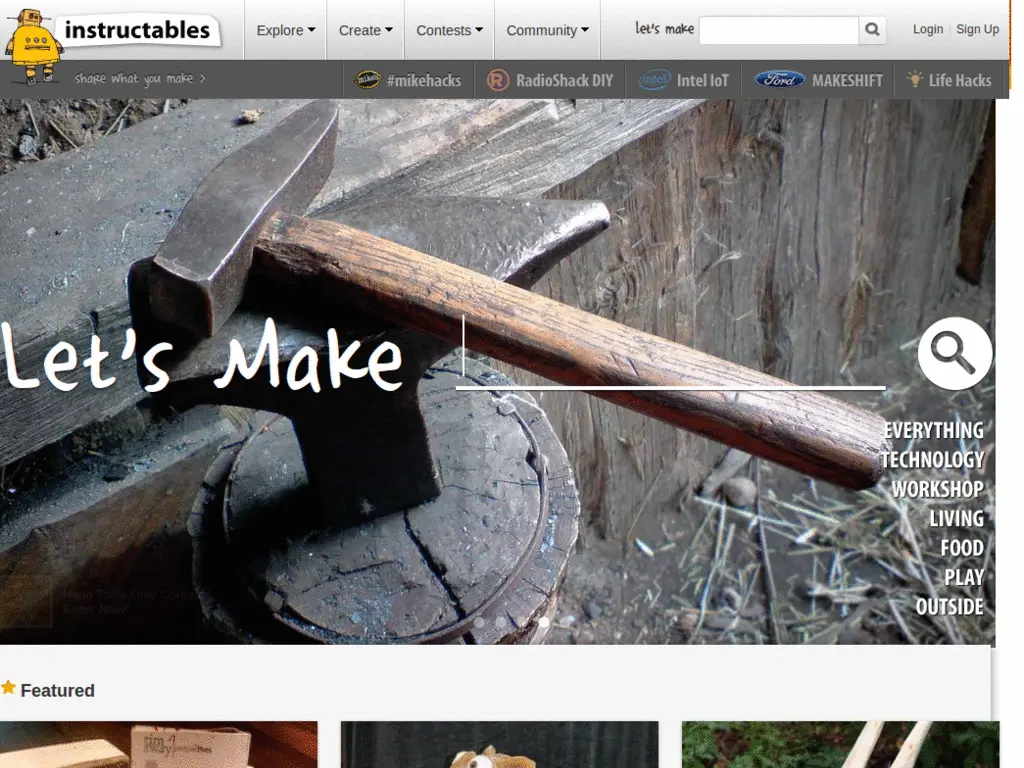 instructables
Explore
Create
Contests
Community
let's make
Login
Sign Up
share what you make >
#mikehacks
R RadioShack DIY
intel Intel IoT
Ford MAKESHIFT
Life Hacks
Let's Make
EVERYTHING
TECHNOLOGY
WORKSHOP
LIVING
FOOD
PLAY
OUTSIDE
Hand Tools Only Contest
Enter Now!
Featured